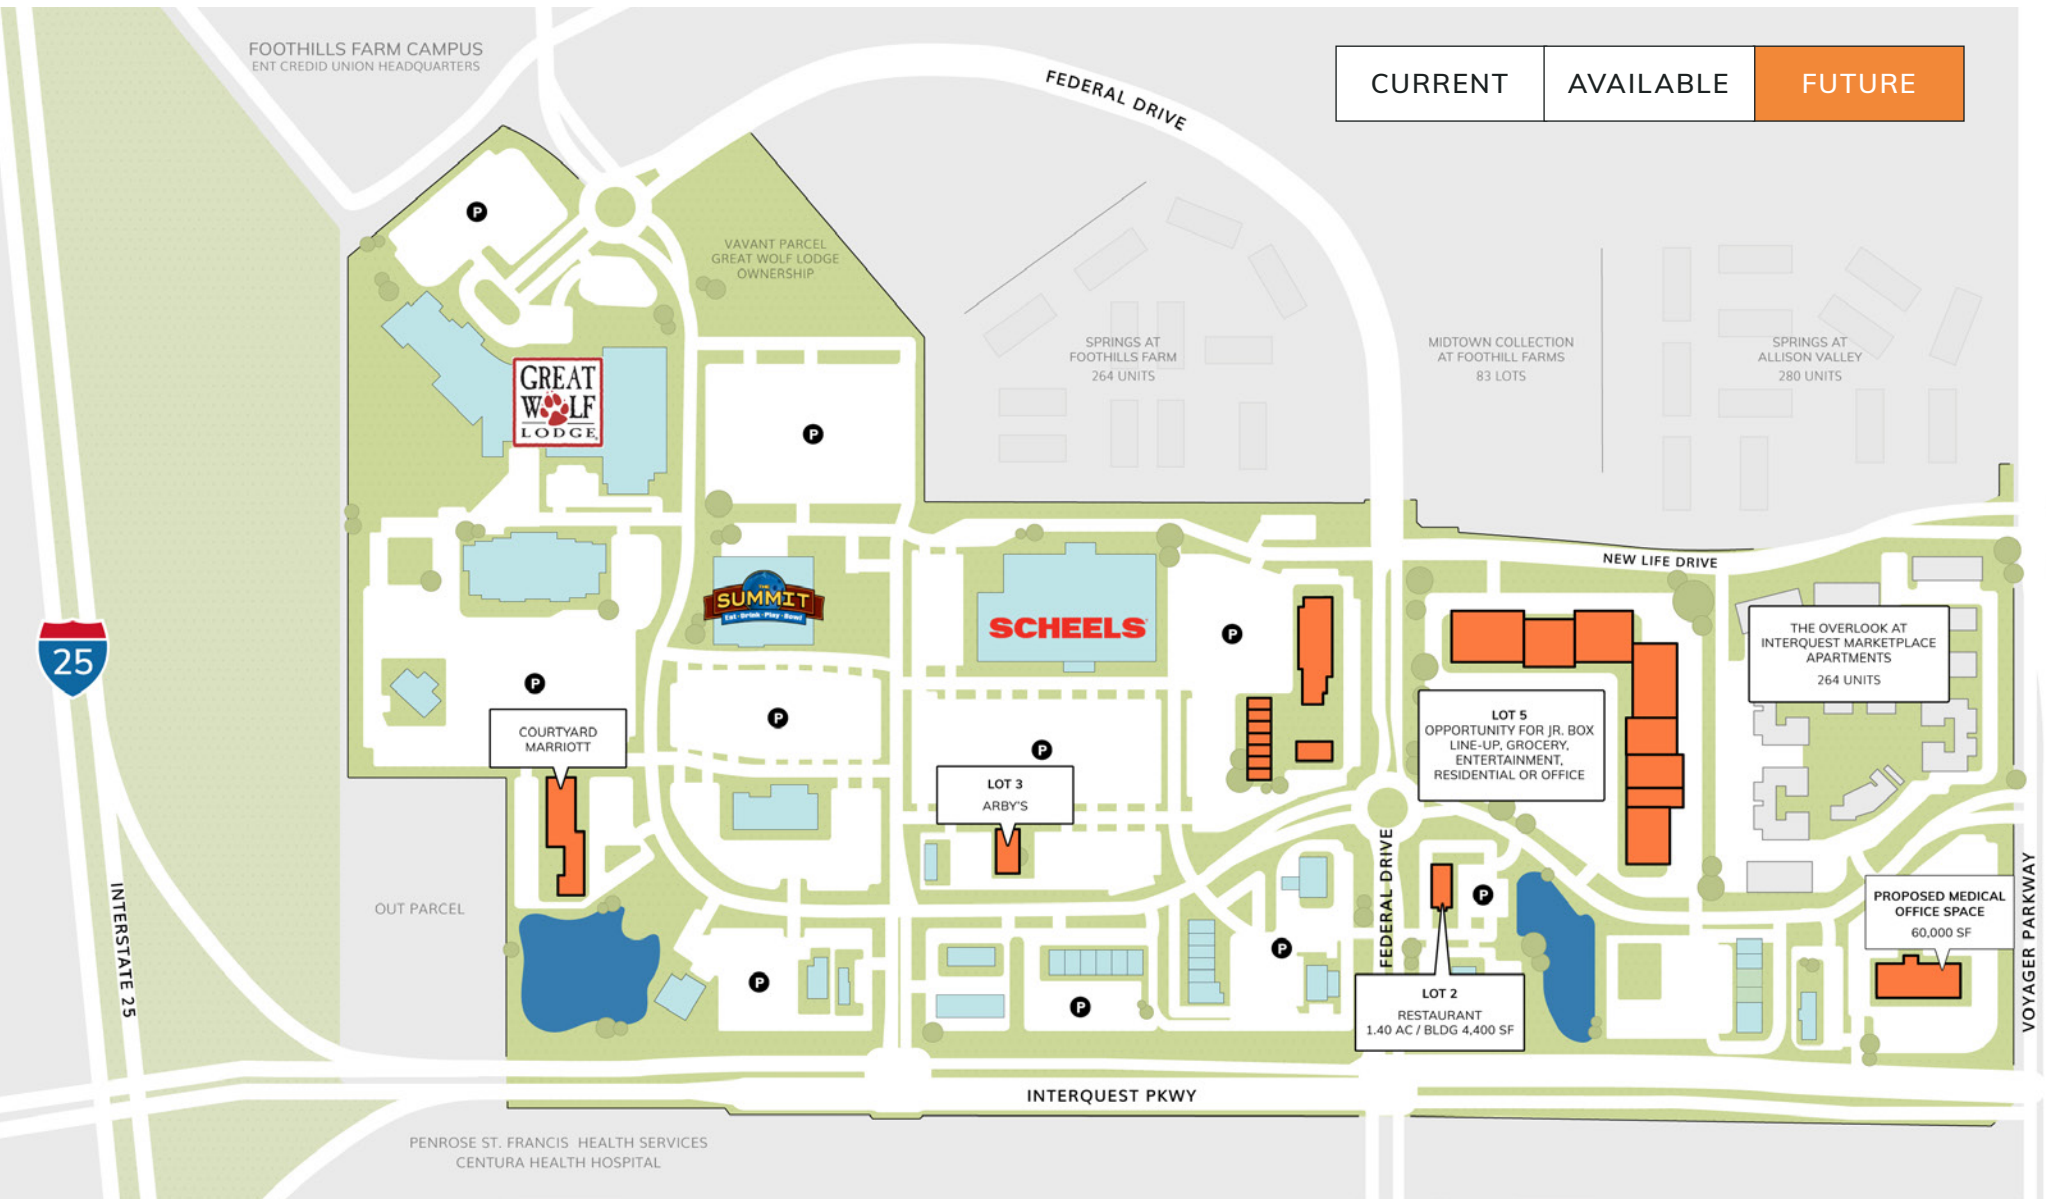 FOOTHILLS FARM CAMPUS
ENT CREDID UNION HEADQUARTERS
FEDERAL DRIVE
CURRENT
AVAILABLE
FUTURE
P
VAVANT PARCEL
GREAT WOLF LODGE
OWNERSHIP
SPRINGS AT
FOOTHILLS FARM
264 UNITS
MIDTOWN COLLECTION
AT FOOTHILL FARMS
83 LOTS
SPRINGS AT
ALLISON VALLEY
280 UNITS
GREAT
WOLF
LODGE
P
NEW LIFE DRIVE
THE
SUMMIT
Eat · Drink · Play · Bowl
SCHEELS
P
THE OVERLOOK AT
INTERQUEST MARKETPLACE
APARTMENTS
264 UNITS
25
P
COURTYARD
MARRIOTT
P
P
LOT 5
OPPORTUNITY FOR JR. BOX
LINE-UP, GROCERY,
ENTERTAINMENT,
RESIDENTIAL OR OFFICE
LOT 3
ARBY'S
FEDERAL DRIVE
P
OUT PARCEL
INTERSTATE 25
P
P
P
PROPOSED MEDICAL
OFFICE SPACE
60,000 SF
VOYAGER PARKWAY
LOT 2
RESTAURANT
1.40 AC / BLDG 4,400 SF
INTERQUEST PKWY
PENROSE ST. FRANCIS HEALTH SERVICES
CENTURA HEALTH HOSPITAL